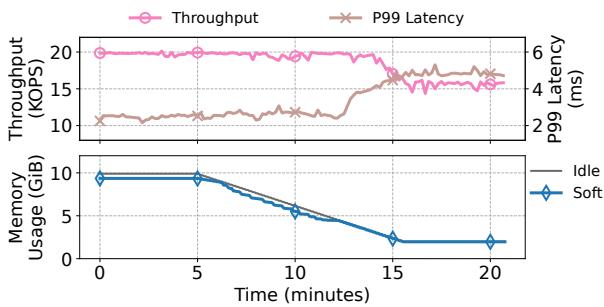 Throughput P99 Latency
Throughput
(KOPS)
20
15
10
6
4
2
P99 Latency
(ms)
Memory
Usage (GiB)
10
5
0
Idle
Soft
0 5 10 15 20
Time (minutes)